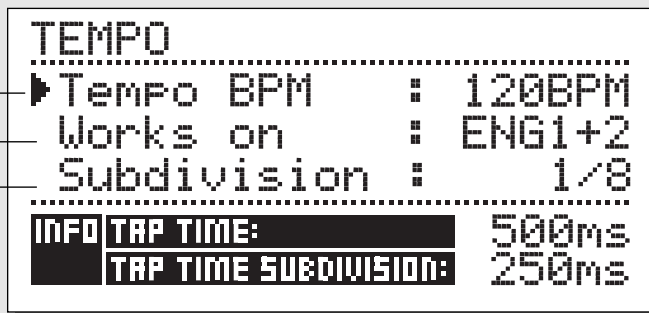 TEMPO
Tempo BPM : 120BPM
Works on : ENG1+2
Subdivision : 1/8
INFO TAP TIME: 500ms
TAP TIME SUBDIVISION: 250ms